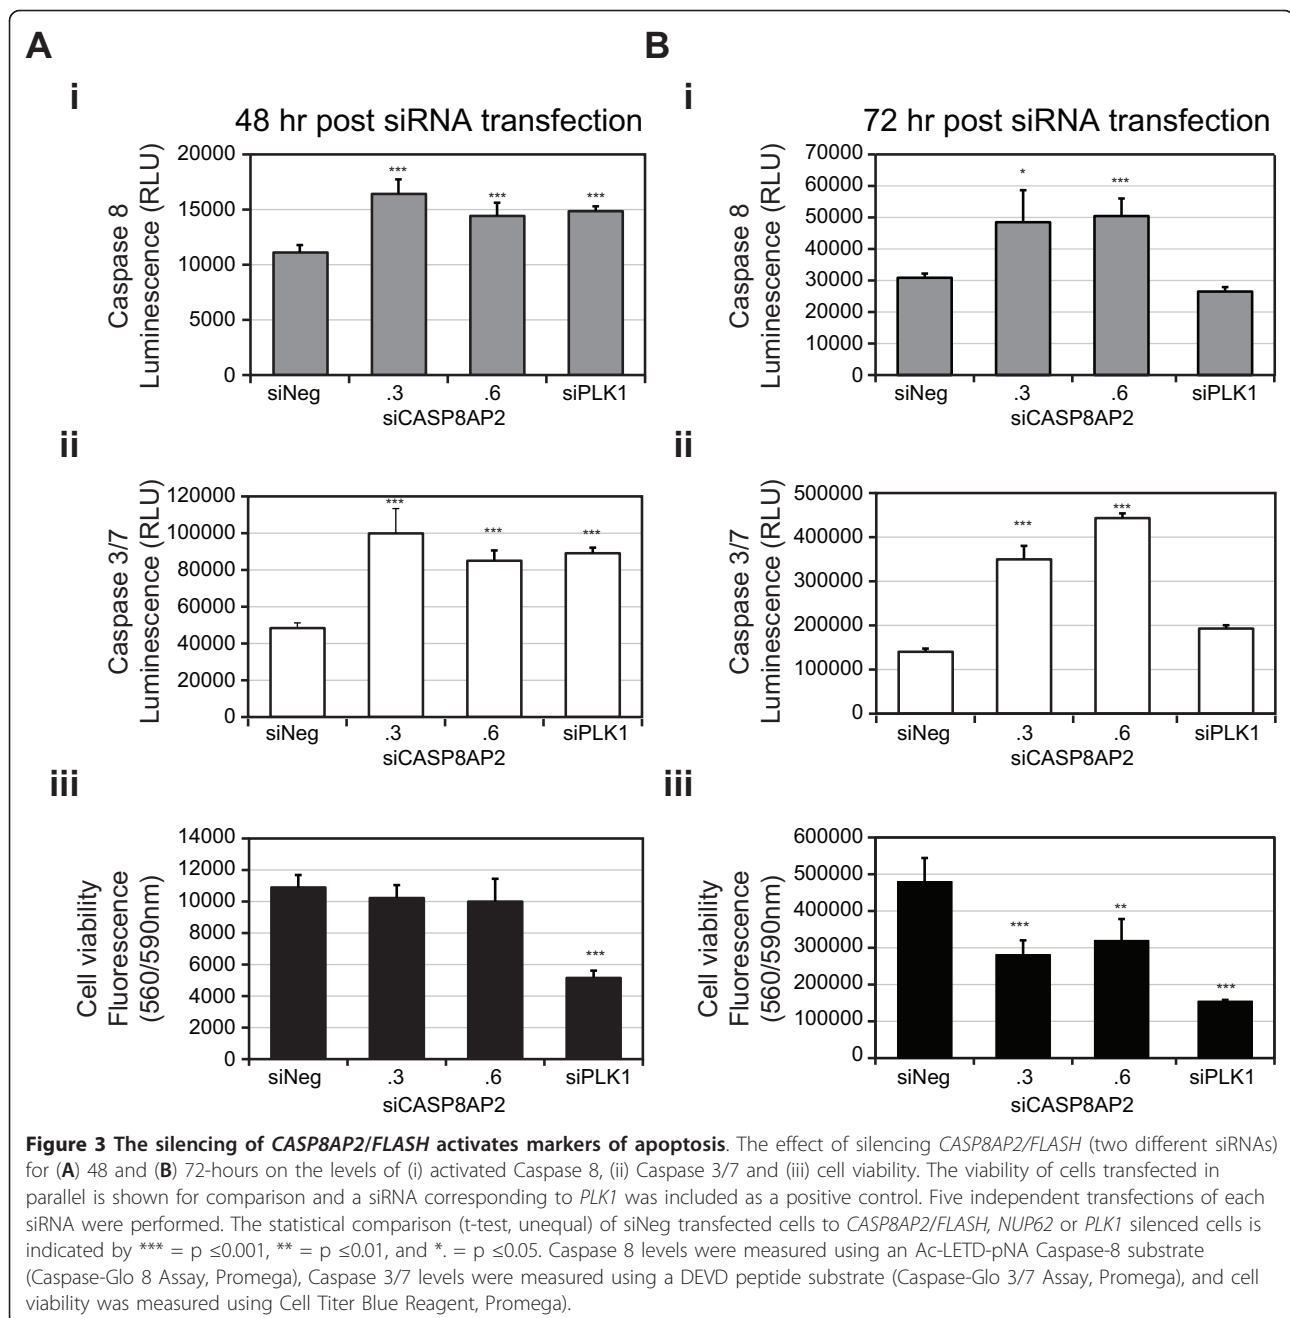 A
B
i
48 hr post siRNA transfection
Caspase 8
Luminescence (RLU)
20000
15000
10000
5000
0
***
***
***
siNeg
.3
.6
siPLK1
siCASP8AP2
i
72 hr post siRNA transfection
Caspase 8
Luminescence (RLU)
70000
60000
50000
40000
30000
20000
10000
0
*
***
siNeg
.3
.6
siPLK1
siCASP8AP2
ii
Caspase 3/7
Luminescence (RLU)
120000
100000
80000
60000
40000
20000
0
***
***
***
siNeg
.3
.6
siPLK1
siCASP8AP2
ii
Caspase 3/7
Luminescence (RLU)
500000
400000
300000
200000
100000
0
***
***
siNeg
.3
.6
siPLK1
siCASP8AP2
iii
Cell viability
Fluorescence
(560/590nm)
14000
12000
10000
8000
6000
4000
2000
0
***
siNeg
.3
.6
siPLK1
siCASP8AP2
iii
Cell viability
Fluorescence
(560/590nm)
600000
500000
400000
300000
200000
100000
0
***
**
***
siNeg
.3
.6
siPLK1
siCASP8AP2
Figure 3 The silencing of CASP8AP2/FLASH activates markers of apoptosis. The effect of silencing CASP8AP2/FLASH (two different siRNAs)
for (A) 48 and (B) 72-hours on the levels of (i) activated Caspase 8, (ii) Caspase 3/7 and (iii) cell viability. The viability of cells transfected in
parallel is shown for comparison and a siRNA corresponding to PLK1 was included as a positive control. Five independent transfections of each
siRNA were performed. The statistical comparison (t-test, unequal) of siNeg transfected cells to CASP8AP2/FLASH, NUP62 or PLK1 silenced cells is
indicated by *** = p ≤0.001, ** = p ≤0.01, and *. = p ≤0.05. Caspase 8 levels were measured using an Ac-LETD-pNA Caspase-8 substrate
(Caspase-Glo 8 Assay, Promega), Caspase 3/7 levels were measured using a DEVD peptide substrate (Caspase-Glo 3/7 Assay, Promega), and cell
viability was measured using Cell Titer Blue Reagent, Promega).